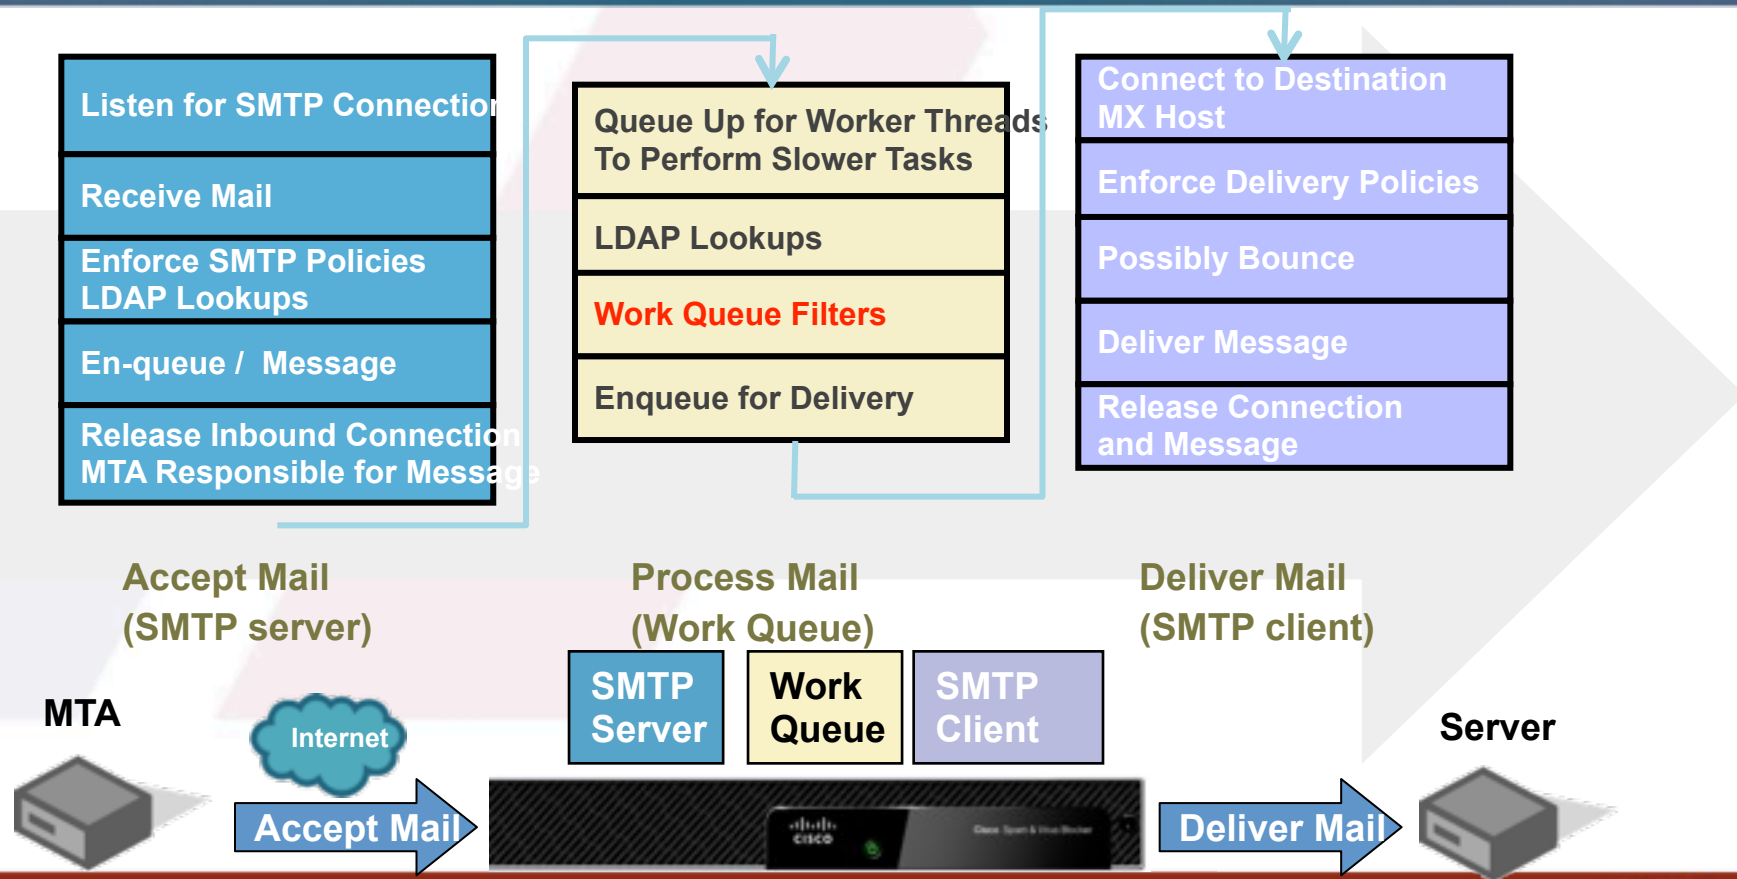 Listen for SMTP Connection
Receive Mail
Enforce SMTP Policies
LDAP Lookups
En-queue / Message
Release Inbound Connection
MTA Responsible for Message
Queue Up for Worker Threads
To Perform Slower Tasks
LDAP Lookups
Work Queue Filters
Enqueue for Delivery
Connect to Destination
MX Host
Enforce Delivery Policies
Possibly Bounce
Deliver Message
Release Connection
and Message
Accept Mail
(SMTP server)
Process Mail
(Work Queue)
Deliver Mail
(SMTP client)
MTA
Internet
Accept Mail
SMTP
Server
Work
Queue
SMTP
Client
CISCO
Cisco Spam & Virus Blocker
Deliver Mail
Server